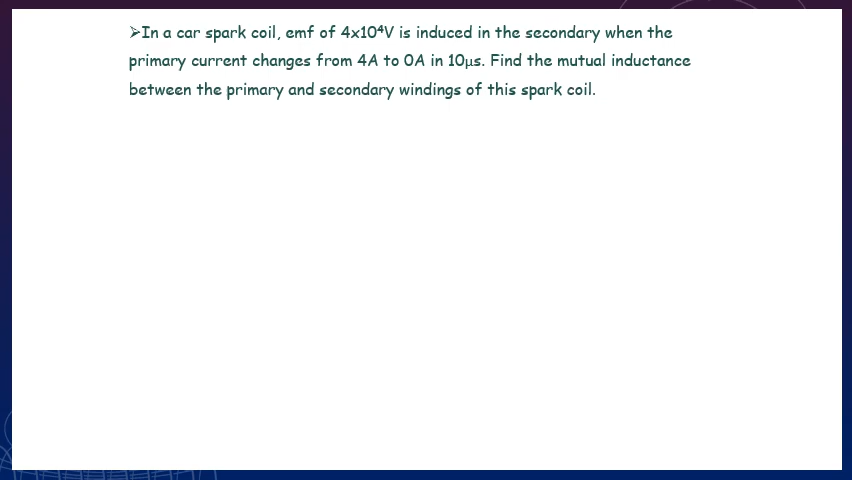 ➢In a car spark coil, emf of 4x10⁴V is induced in the secondary when the
primary current changes from 4A to 0A in 10μs. Find the mutual inductance
between the primary and secondary windings of this spark coil.